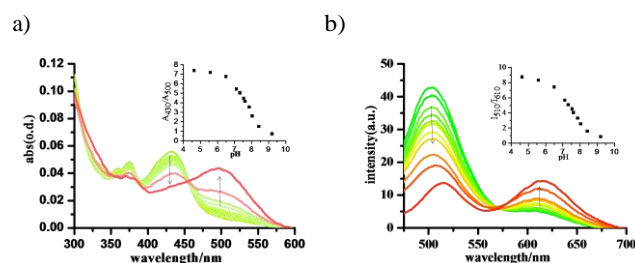 a)
b)
abs(o.d.)
0.12
0.10
0.08
0.06
0.04
0.02
0.00
300 350 400 450 500 550 600
wavelength/nm
A430/A500
8
7
6
5
4
3
2
1
0
4 5 6 7 8 9 10
pH
intensity(a.u.)
50
40
30
20
10
0
500 550 600 650 700
wavelength/nm
I510/I610
10
8
6
4
2
0
4 5 6 7 8 9 10
pH